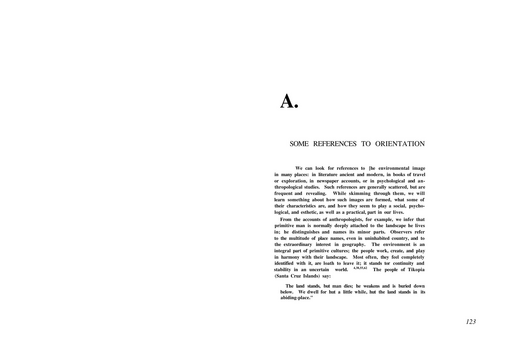 A.
SOME REFERENCES TO ORIENTATION
We can look for references to {he environmental image
in many places: in literature ancient and modern, in books of travel
or exploration, in newspaper accounts, or in psychological and an-
thropological studies. Such references are generally scattered, but are
frequent and revealing. While skimming through them, we will
learn something about how such images are formed, what some of
their characteristics are, and how they seem to play a social, psycho-
logical, and esthetic, as well as a practical, part in our lives.
From the accounts of anthropologists, for example, we infer that
primitive man is normally deeply attached to the landscape he lives
in; he distinguishes and names its minor parts. Observers refer
to the multitude of place names, even in uninhabited country, and to
the extraordinary interest in geography. The environment is an
integral part of primitive cultures; the people work, create, and play
in harmony with their landscape. Most often, they feel completely
identified with it, are loath to leave it; it stands tor continuity and
stability in an uncertain world. The people of Tikopia
(Santa Cruz Islands) say:
The land stands, but man dies; he weakens and is buried down
below. We dwell for but a little while, but the land stands in its
abiding-place."
123